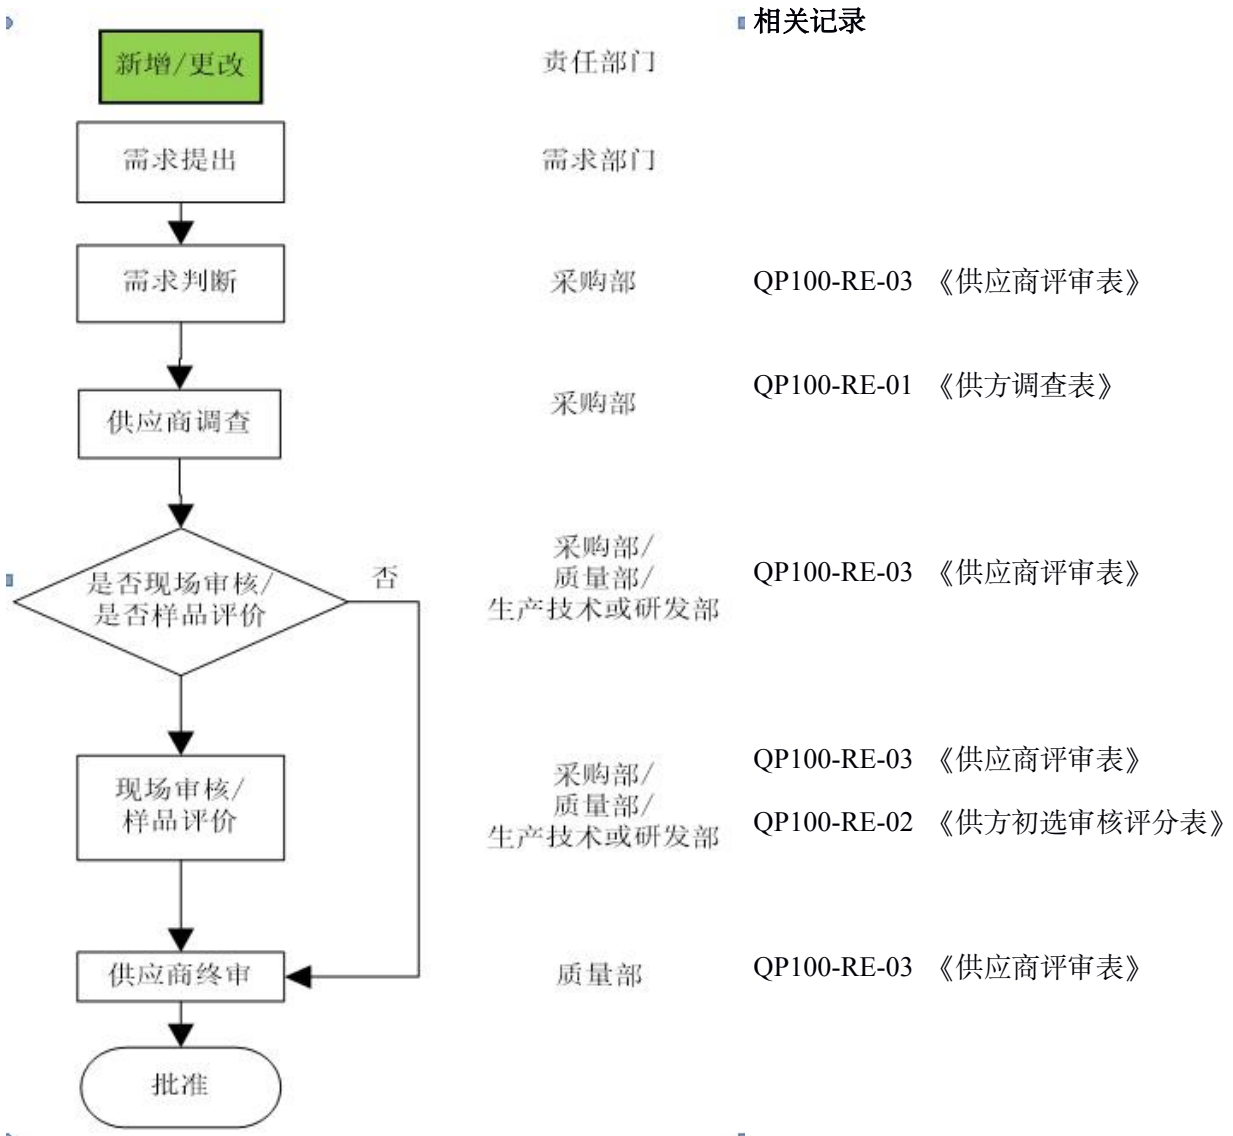 相关记录
新增/更改
责任部门
需求提出
需求部门
需求判断
采购部
QP100-RE-03 《供应商评审表》
供应商调查
采购部
QP100-RE-01 《供方调查表》
是否现场审核/
是否样品评价
否
采购部/
质量部/
生产技术或研发部
QP100-RE-03 《供应商评审表》
现场审核/
样品评价
采购部/
质量部/
生产技术或研发部
QP100-RE-03 《供应商评审表》
QP100-RE-02 《供方初选审核评分表》
供应商终审
质量部
QP100-RE-03 《供应商评审表》
批准